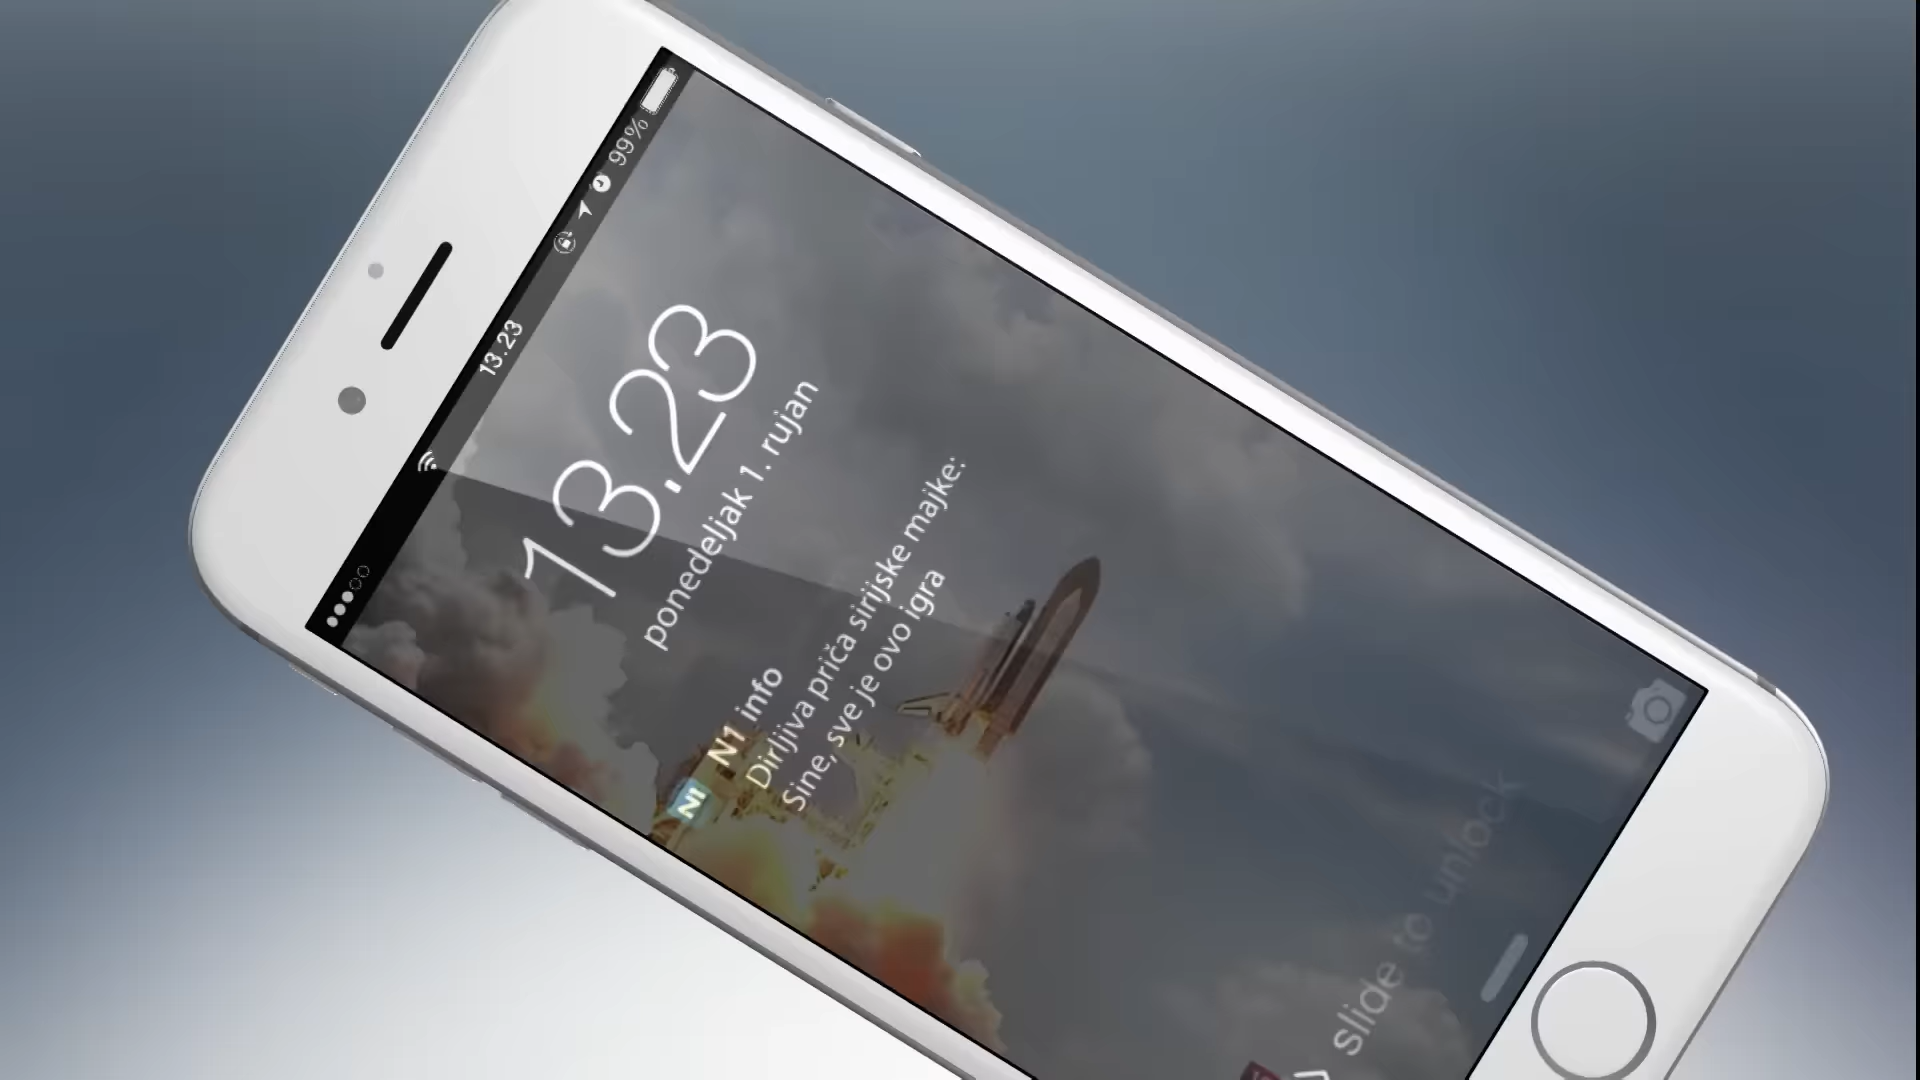 13.23
99%
13.23
ponedeljak 1. rujan
N1
N1 info
Dirljiva priča sirijske majke:
Sine, sve je ovo igra
slide to unlock